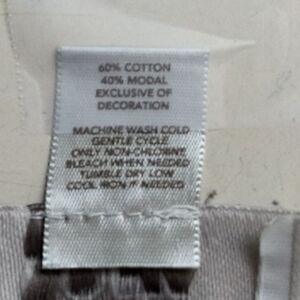 60% COTTON
40% MODAL
EXCLUSIVE OF
DECORATION
MACHINE WASH COLD
GENTLE CYCLE
ONLY NON-CHLORINE
BLEACH WHEN NEEDED
TUMBLE DRY LOW
COOL IRON IF NEEDED